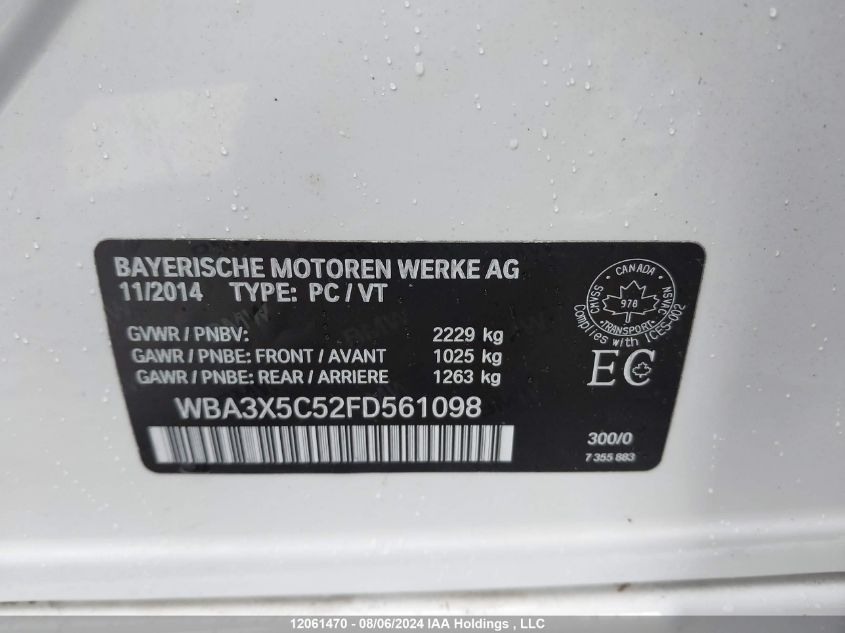 BAYERISCHE MOTOREN WERKE AG
11/2014 TYPE: PC / VT
GVWR / PNBV: 2229 kg
GAWR / PNBE: FRONT / AVANT 1025 kg
GAWR / PNBE: REAR / ARRIERE 1263 kg
WBA3X5C52FD561098
CANADA
CMVSS NSVAC
978
TRANSPORT
Complies with ICES-002
EC
300/0
7 355 883
12061470 - 08/06/2024 IAA Holdings , LLC